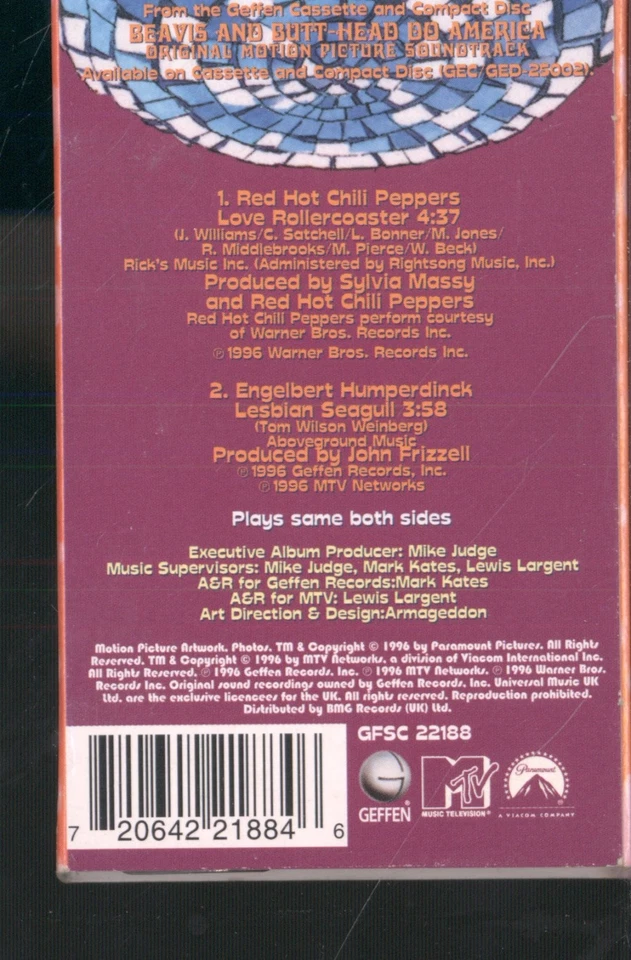 From the Geffen Cassette and Compact Disc
BEAVIS AND BUTT-HEAD DO AMERICA
ORIGINAL MOTION PICTURE SOUNDTRACK
Available on Cassette and Compact Disc (GEC/GED-25002).
1. Red Hot Chili Peppers
Love Rollercoaster 4:37
(J. Williams/C. Satchell/L. Bonner/M. Jones/
R. Middlebrooks/M. Pierce/W. Beck)
Rick's Music Inc. (Administered by Rightsong Music, Inc.)
Produced by Sylvia Massy
and Red Hot Chili Peppers
Red Hot Chili Peppers perform courtesy
of Warner Bros. Records Inc.
℗ 1996 Warner Bros. Records Inc.
2. Engelbert Humperdinck
Lesbian Seagull 3:58
(Tom Wilson Weinberg)
Aboveground Music
Produced by John Frizzell
℗ 1996 Geffen Records, Inc.
℗ 1996 MTV Networks
Plays same both sides
Executive Album Producer: Mike Judge
Music Supervisors: Mike Judge, Mark Kates, Lewis Largent
A&R for Geffen Records:Mark Kates
A&R for MTV: Lewis Largent
Art Direction & Design:Armageddon
Motion Picture Artwork. Photos. TM & Copyright © 1996 by Paramount Pictures. All Rights
Reserved. TM & Copyright © 1996 by MTV Networks. a division of Viacom International Inc.
All Rights Reserved. ℗ 1996 Geffen Records. Inc. ℗ 1996 MTV Networks. ℗ 1996 Warner Bros.
Records Inc. Original sound recordings owned by Geffen Records. Inc. Universal Music UK
Ltd. are the exclusive licencees for the UK. All rights reserved. Reproduction prohibited.
Distributed by BMG Records (UK) Ltd.
GFSC 22188
7 20642 21884 6
GEFFEN®
MTV
MUSIC TELEVISION®
Paramount
A VIACOM COMPANY